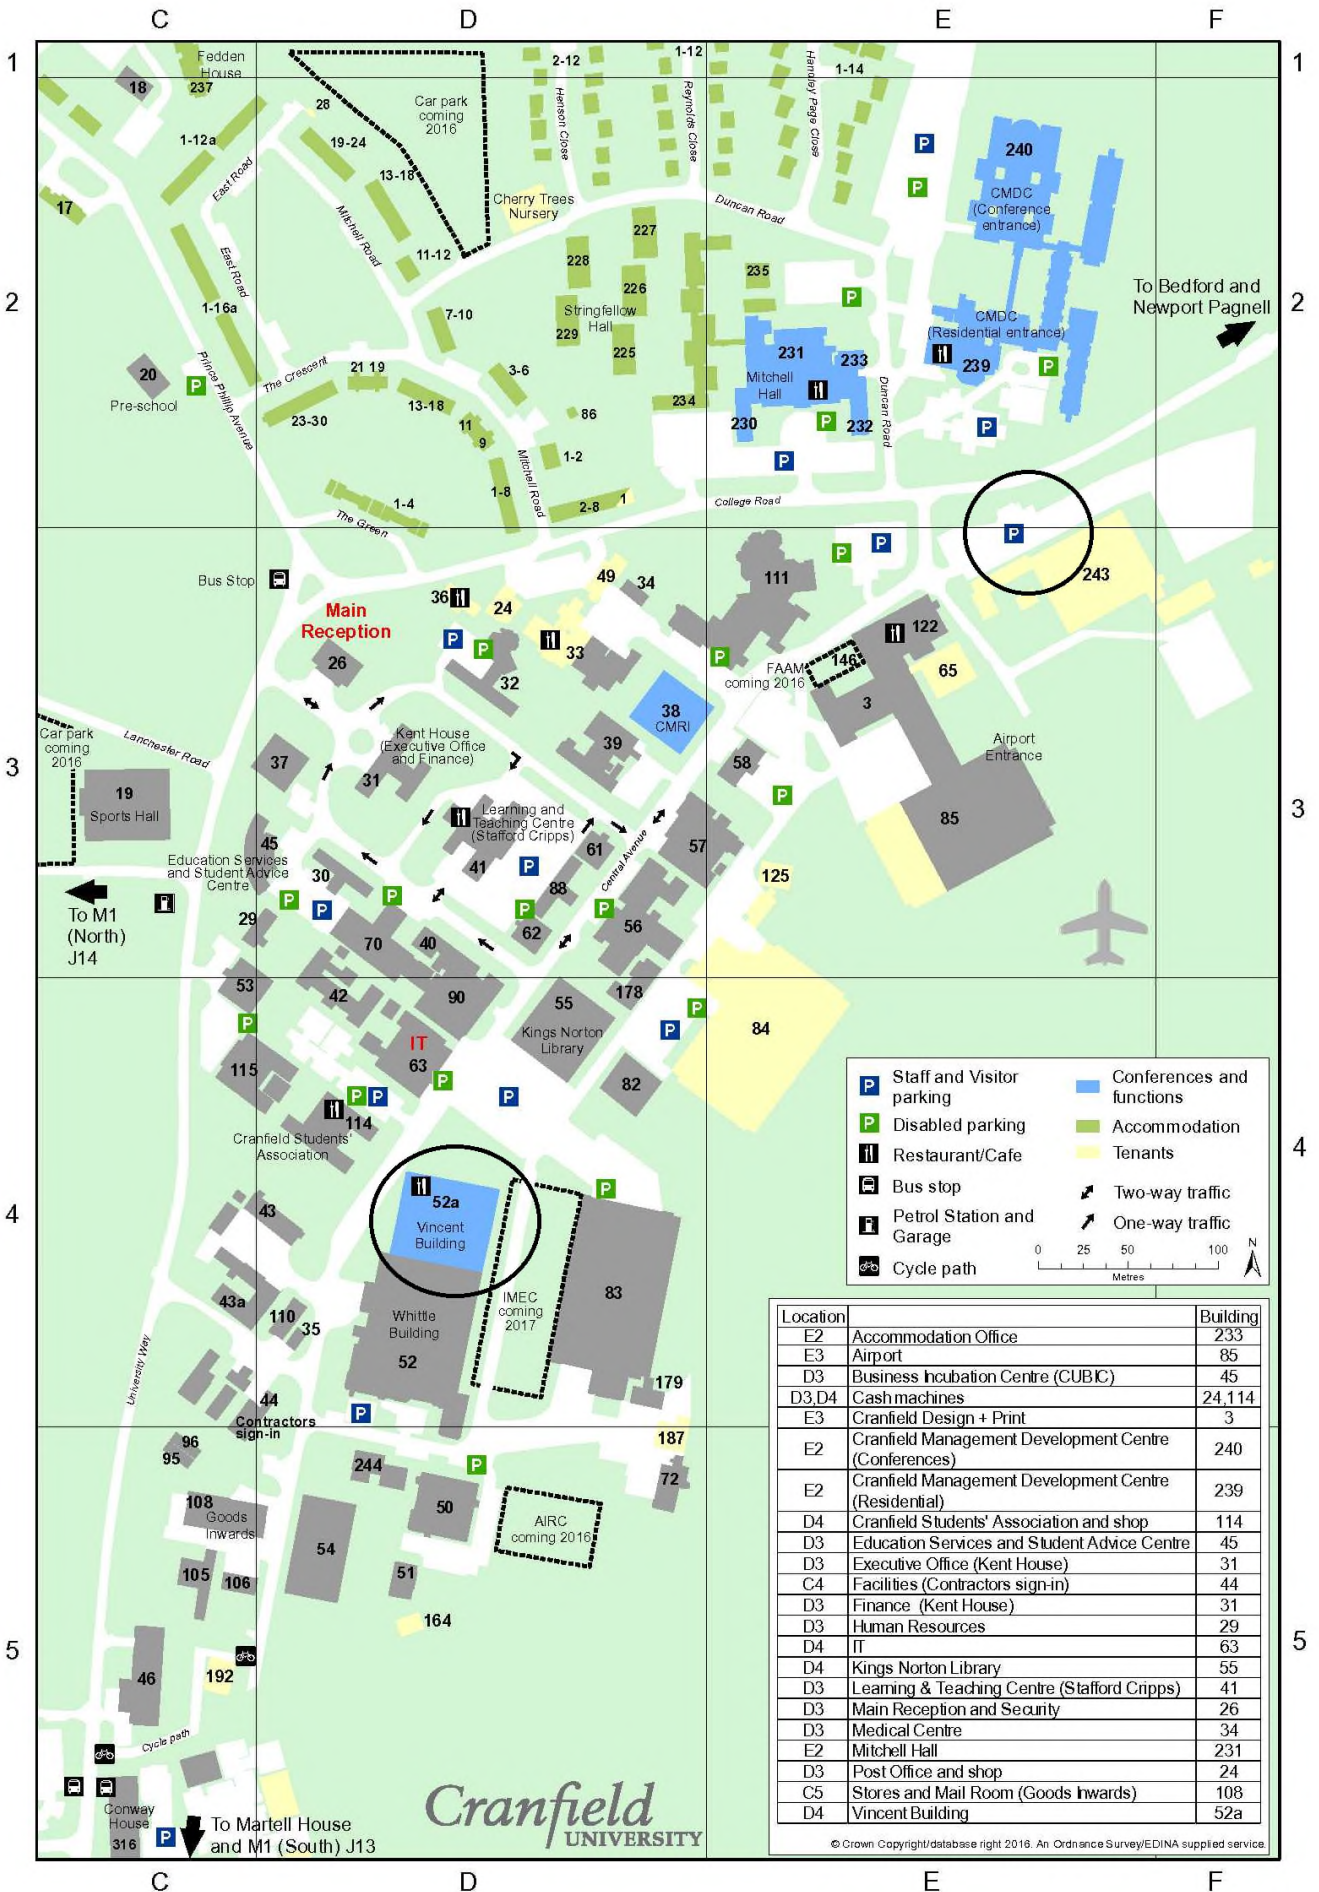 C
D
E
F
1
1
Fedden
House
237
18
28
1-12a
19-24
East Road
13-18
17
Mitchell Road
11-12
Car park
coming
2016
2-12
1-12
1-14
Henson Close
Reynolds Close
Handley Page Close
Cherry Trees
Nursery
Duncan Road
240
CMDC
(Conference
entrance)
227
228
226
Stringfellow
Hall
229
225
235
East Road
1-16a
2
2
7-10
To Bedford and
Newport Pagnell
CMDC
(Residential entrance)
239
231
233
Mitchell
Hall
230
232
Duncan Road
234
20
Pre-school
Prince Phillip Avenue
The Crescent
21 19
23-30
13-18
11
9
3-6
86
1-2
Mitchell Road
1-8
2-8
1
1-4
The Green
College Road
Bus Stop
Main
Reception
26
36
24
49
34
33
32
111
243
122
146
FAAM
coming 2016
65
3
38
CMRI
39
58
Airport
Entrance
85
Car park
coming
2016
Lanchester Road
3
3
19
Sports Hall
37
Kent House
(Executive Office
and Finance)
31
Learning and
Teaching Centre
(Stafford Cripps)
41
61
88
Central Avenue
57
125
45
Education Services
and Student Advice
Centre
30
29
To M1
(North)
J14
70
40
62
56
53
42
90
55
178
Kings Norton
Library
84
IT
63
82
115
114
Cranfield Students'
Association
4
4
43
52a
Vincent
Building
43a
110
35
Whittle
Building
52
IMEC
coming
2017
83
179
University Way
44
Contractors
sign-in
96
95
187
72
244
50
AIRC
coming 2016
108
Goods
Inwards
54
51
105
106
164
5
5
46
192
Cycle path
Conway
House
316
To Martell House
and M1 (South) J13
Cranfield
UNIVERSITY
P Staff and Visitor
parking
P Disabled parking
Restaurant/Cafe
Bus stop
Petrol Station and
Garage
Cycle path
Conferences and
functions
Accommodation
Tenants
Two-way traffic
One-way traffic
0 25 50 100
Metres
N
Location Building
E2 Accommodation Office 233
E3 Airport 85
D3 Business Incubation Centre (CUBIC) 45
D3,D4 Cash machines 24,114
E3 Cranfield Design + Print 3
E2 Cranfield Management Development Centre
(Conferences) 240
E2 Cranfield Management Development Centre
(Residential) 239
D4 Cranfield Students' Association and shop 114
D3 Education Services and Student Advice Centre 45
D3 Executive Office (Kent House) 31
C4 Facilities (Contractors sign-in) 44
D3 Finance (Kent House) 31
D3 Human Resources 29
D4 IT 63
D4 Kings Norton Library 55
D3 Learning & Teaching Centre (Stafford Cripps) 41
D3 Main Reception and Security 26
D3 Medical Centre 34
E2 Mitchell Hall 231
D3 Post Office and shop 24
C5 Stores and Mail Room (Goods Inwards) 108
D4 Vincent Building 52a
© Crown Copyright/database right 2016. An Ordnance Survey/EDINA supplied service.
C
D
E
F